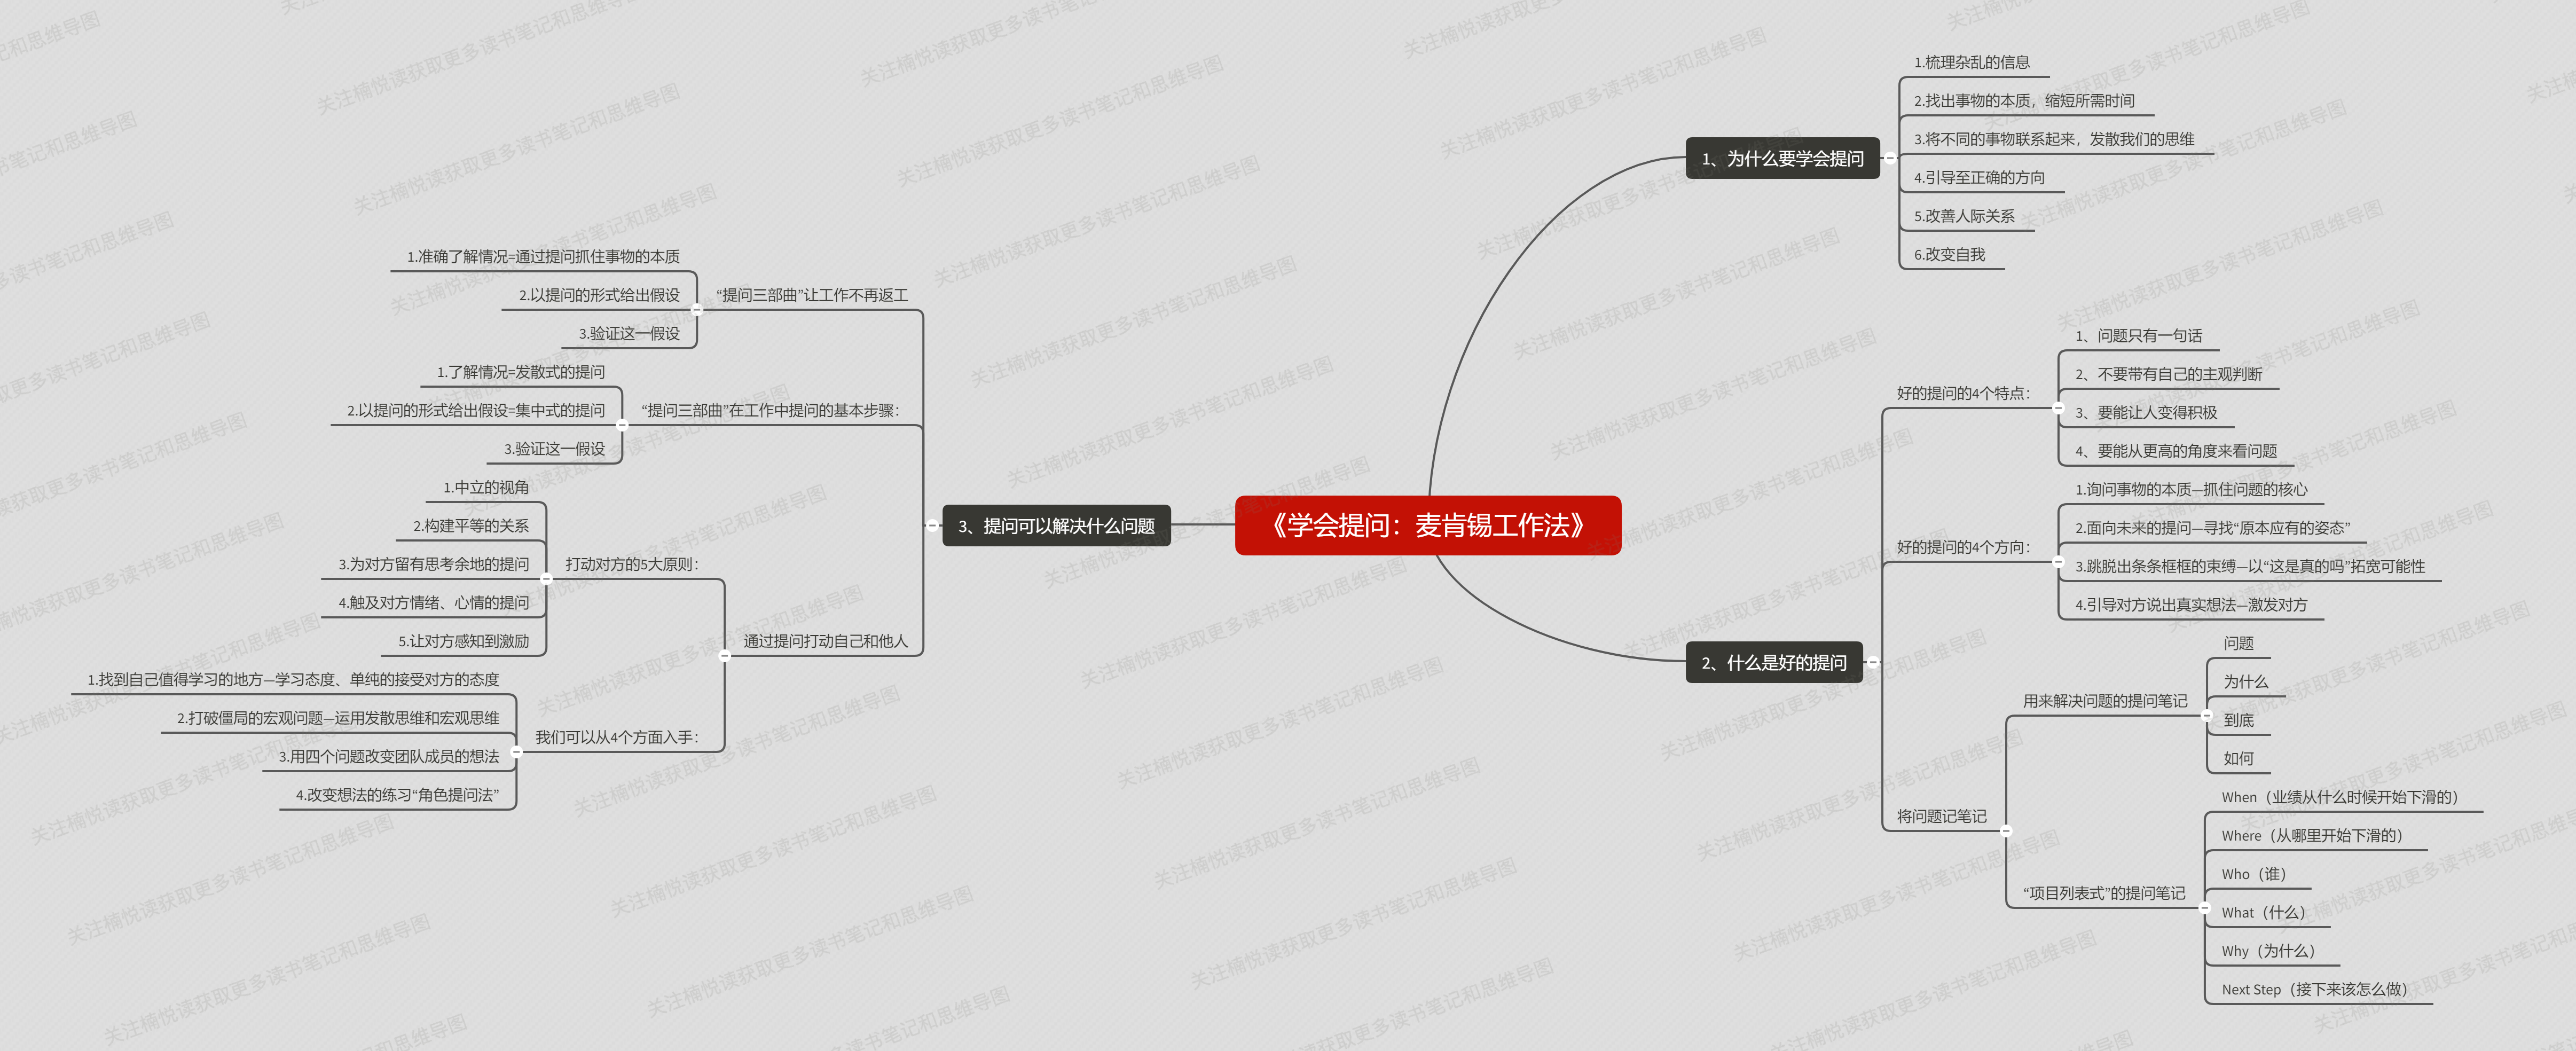 《学会提问：麦肯锡工作法》
1、为什么要学会提问
1.梳理杂乱的信息
2.找出事物的本质，缩短所需时间
3.将不同的事物联系起来，发散我们的思维
4.引导至正确的方向
5.改善人际关系
6.改变自我
2、什么是好的提问
好的提问的4个特点：
1、问题只有一句话
2、不要带有自己的主观判断
3、要能让人变得积极
4、要能从更高的角度来看问题
好的提问的4个方向：
1.询问事物的本质—抓住问题的核心
2.面向未来的提问—寻找“原本应有的姿态”
3.跳脱出条条框框的束缚—以“这是真的吗”拓宽可能性
4.引导对方说出真实想法—激发对方
将问题记笔记
用来解决问题的提问笔记
问题
为什么
到底
如何
“项目列表式”的提问笔记
When（业绩从什么时候开始下滑的）
Where（从哪里开始下滑的）
Who（谁）
What（什么）
Why（为什么）
Next Step（接下来该怎么做）
3、提问可以解决什么问题
“提问三部曲”让工作不再返工
1.准确了解情况=通过提问抓住事物的本质
2.以提问的形式给出假设
3.验证这一假设
“提问三部曲”在工作中提问的基本步骤：
1.了解情况=发散式的提问
2.以提问的形式给出假设=集中式的提问
3.验证这一假设
通过提问打动自己和他人
打动对方的5大原则：
1.中立的视角
2.构建平等的关系
3.为对方留有思考余地的提问
4.触及对方情绪、心情的提问
5.让对方感知到激励
我们可以从4个方面入手：
1.找到自己值得学习的地方—学习态度、单纯的接受对方的态度
2.打破僵局的宏观问题—运用发散思维和宏观思维
3.用四个问题改变团队成员的想法
4.改变想法的练习“角色提问法”
关注楠悦读获取更多读书笔记和思维导图